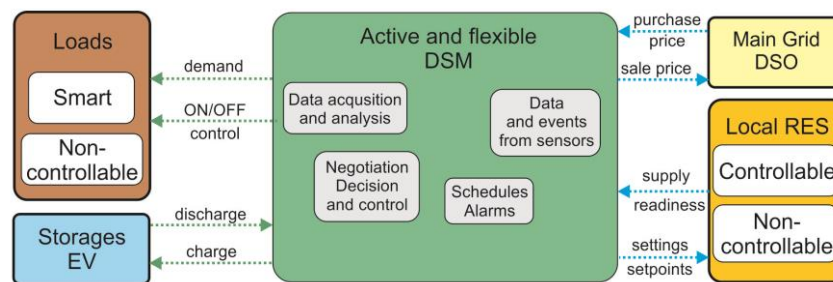 Loads
Smart
Non-
controllable
Storages
EV
demand
ON/OFF
control
discharge
charge
Active and flexible
DSM
Data acqusition
and analysis
Data
and events
from sensors
Negotiation
Decision
and control
Schedules
Alarms
purchase
price
sale price
supply
readiness
settings
setpoints
Main Grid
DSO
Local RES
Controllable
Non-
controllable